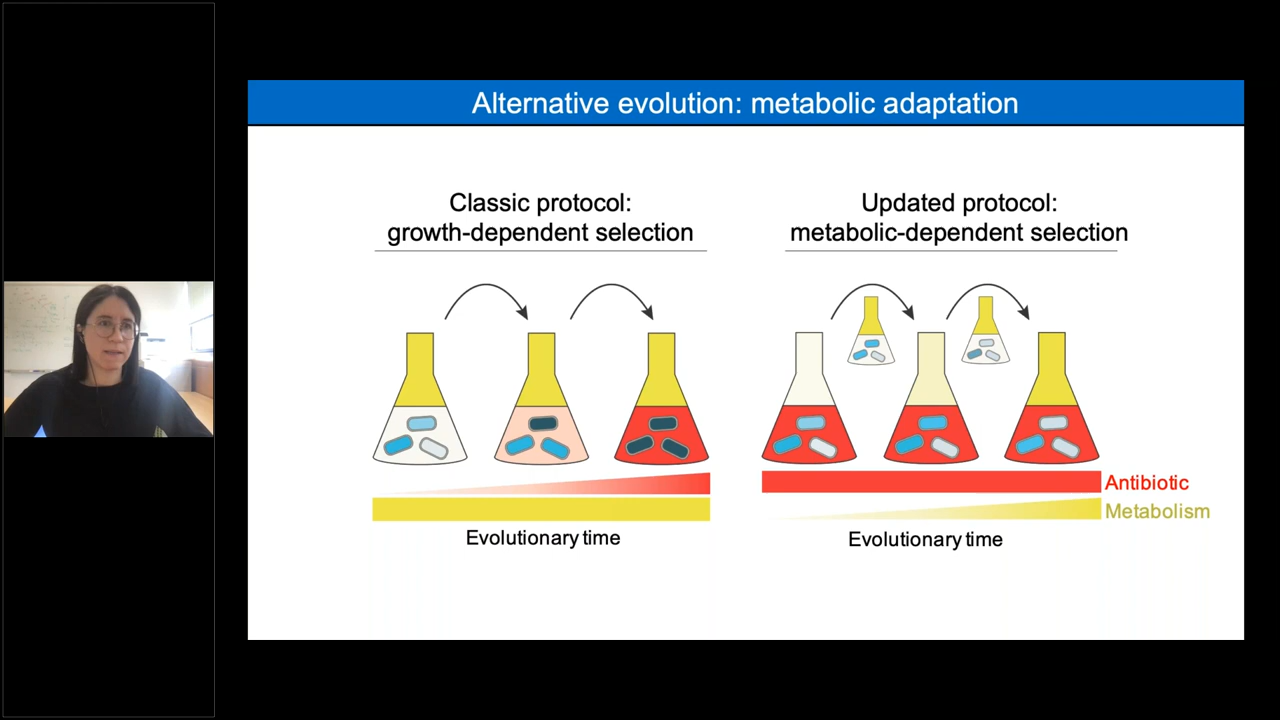 Alternative evolution: metabolic adaptation
Classic protocol:
growth-dependent selection
Updated protocol:
metabolic-dependent selection
Antibiotic
Metabolism
Evolutionary time
Evolutionary time